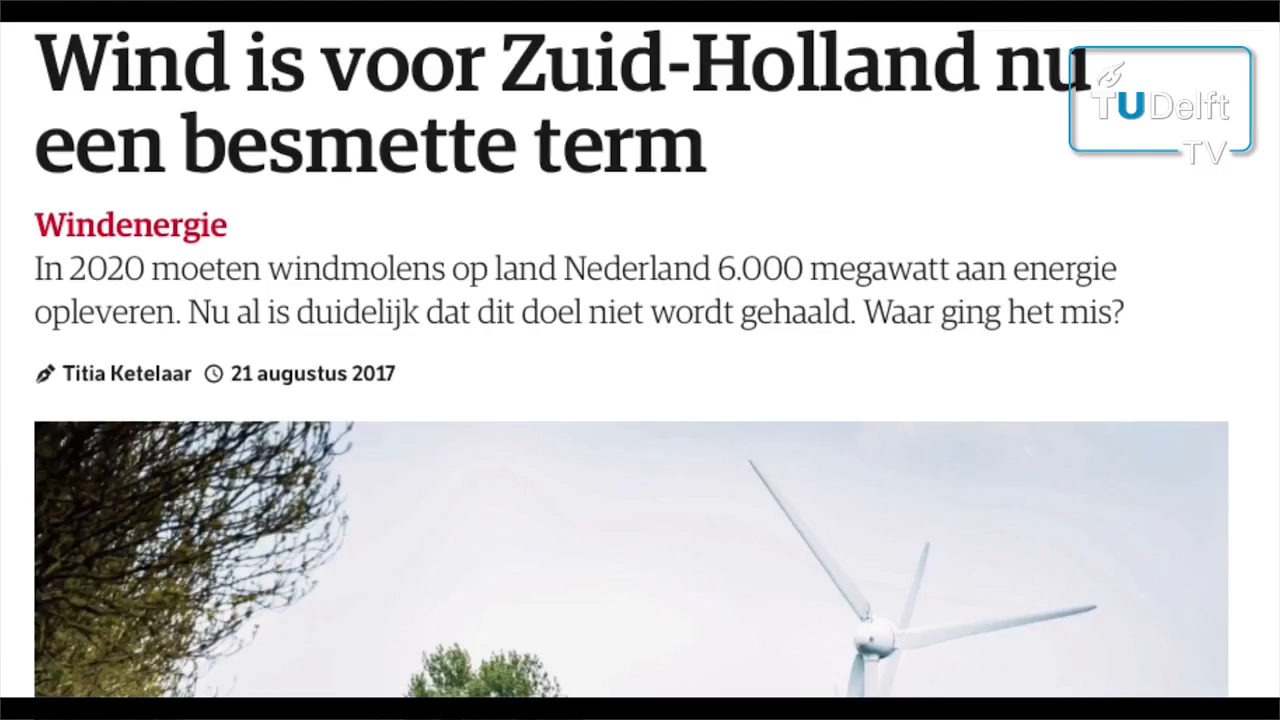 Wind is voor Zuid-Holland nu
een besmette term
TUDelft
TV
Windenergie
In 2020 moeten windmolens op land Nederland 6.000 megawatt aan energie
opleveren. Nu al is duidelijk dat dit doel niet wordt gehaald. Waar ging het mis?
Titia Ketelaar 21 augustus 2017